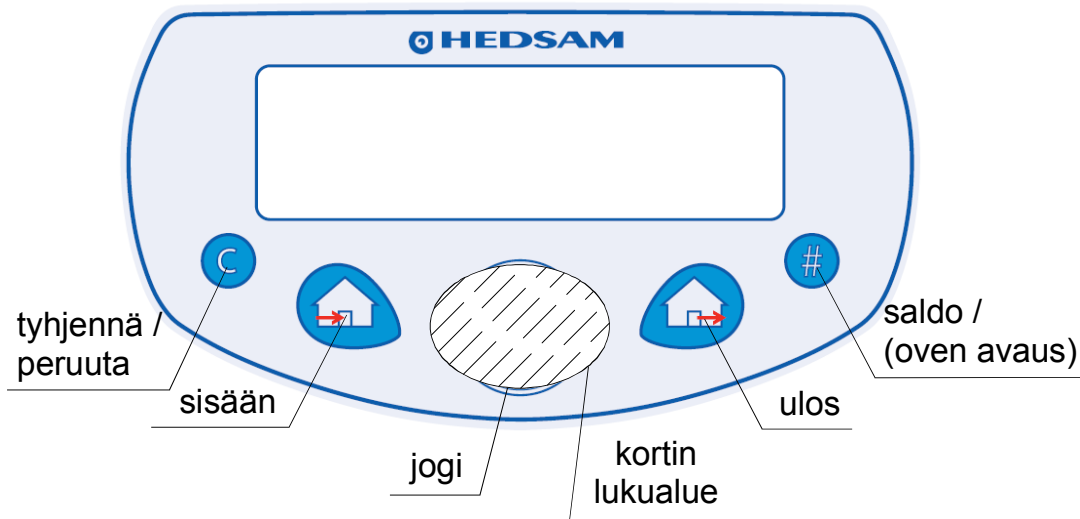 HEDSAM
C
#
tyhjennä /
peruuta
sisään
jogi
kortin
lukualue
ulos
saldo /
(oven avaus)